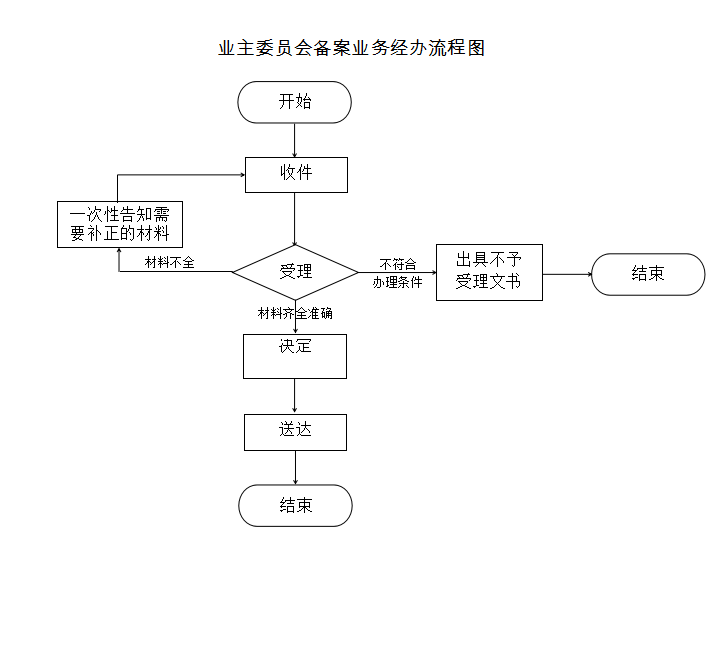 业主委员会备案业务经办流程图
开始
收件
一次性告知需
要补正的材料
材料不全
受理
不符合
办理条件
出具不予
受理文书
结束
材料齐全准确
决定
送达
结束